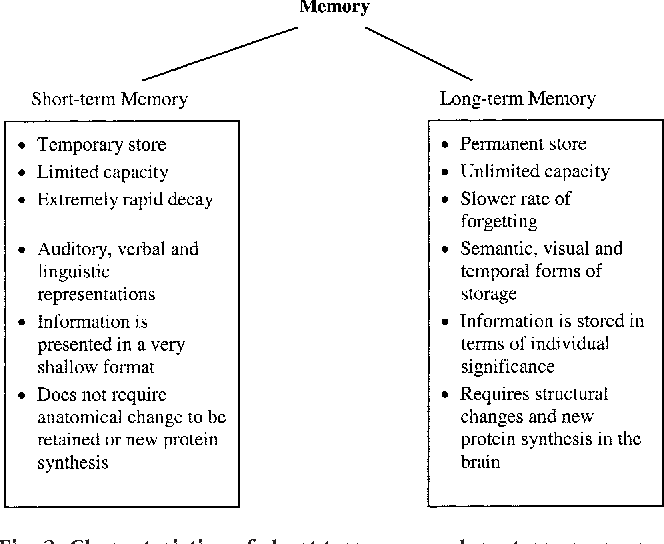 Memory
Short-term Memory
• Temporary store
• Limited capacity
• Extremely rapid decay
• Auditory, verbal and
linguistic
representations
• Information is
presented in a very
shallow format
• Does not require
anatomical change to be
retained or new protein
synthesis
Long-term Memory
• Permanent store
• Unlimited capacity
• Slower rate of
forgetting
• Semantic, visual and
temporal forms of
storage
• Information is stored in
terms of individual
significance
• Requires structural
changes and new
protein synthesis in the
brain